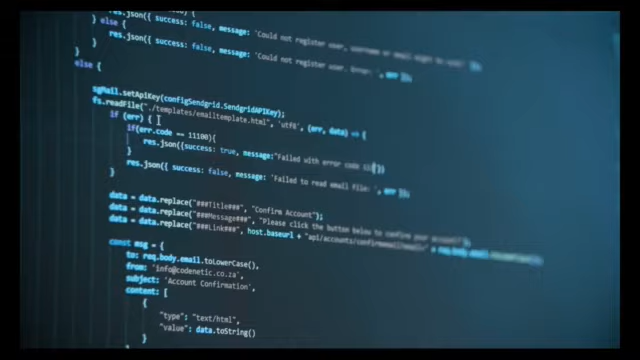 res.json({ success: false, message: 'Could not register user, username or email might
} else {
res.json({ success: false, message: 'Could not register user. Error: ', err });
}
}
else {
sgMail.setApiKey(configSendgrid.SendgridAPIKey);
fs.readFile("./templates/emailtemplate.html", 'utf8', (err, data) => {
if (err) {
if(err.code == 11100){
res.json({success: true, message:"Failed with error code
}
res.json({ success: false, message: 'Failed to read email file: ', err });
}
data = data.replace("###Title###", "Confirm Account");
data = data.replace("###Message###", "Please click the button below to confirm your account");
data = data.replace("###Link###", host.baseurl + "api/accounts/confirmemail/email/" + req.body.email
const msg = {
to: req.body.email.toLowerCase(),
from: 'info@codenetic.co.za',
subject: 'Account Confirmation',
content: [
{
"type": "text/html",
"value": data.toString()
}